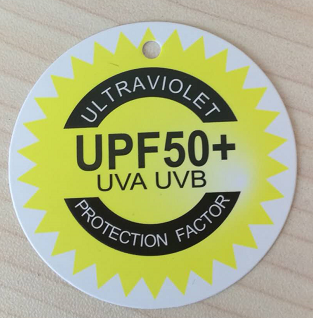 ULTRAVIOLET
UPF50+
UVA UVB
PROTECTION FACTOR